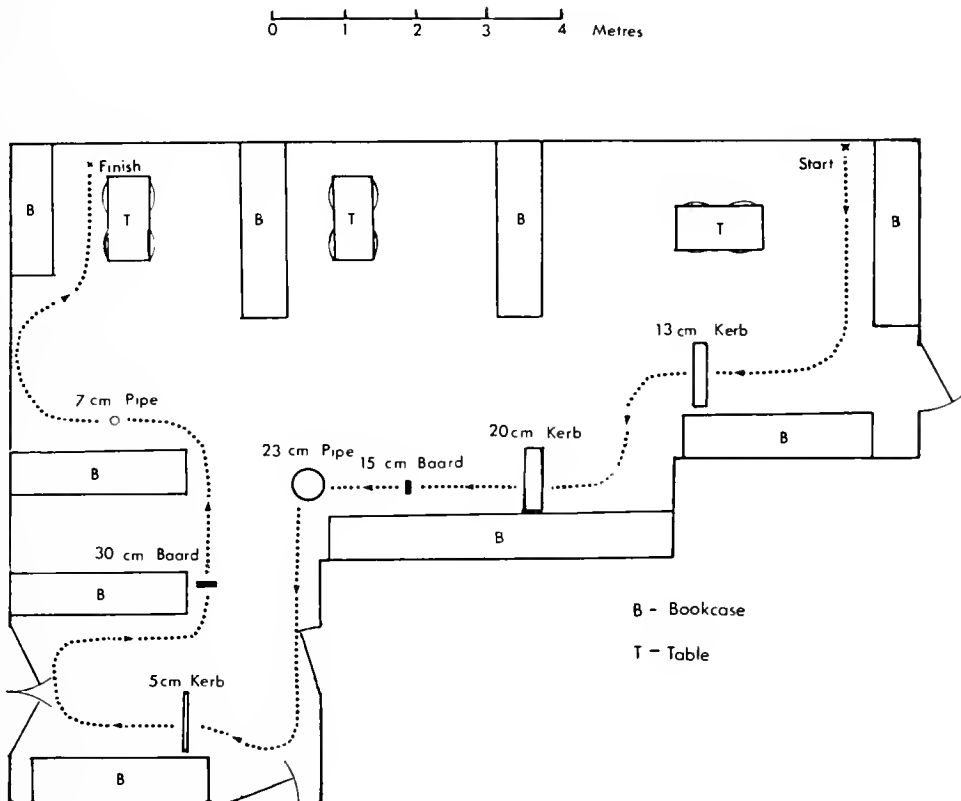 0 1 2 3 4 Metres
Finish
Start
B
T
B
T
B
T
B
13 cm Kerb
7 cm Pipe
20cm Kerb
B
23 cm Pipe
15 cm Baard
B
B
30 cm Baard
B
B - Bookcase
T - Table
5cm Kerb
B